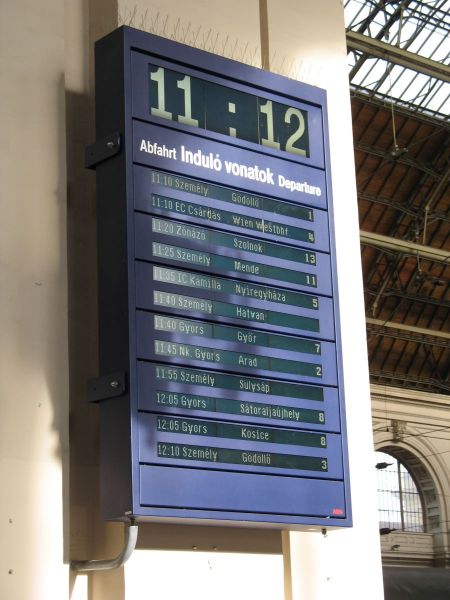 11:12
Abfahrt Induló vonatok Departure
11:10 Személy Gödöllő 1
11:10 EC Csárdás Wien Westbhf 4
11:20 Zónázó Szolnok 13
11:25 Személy Mende 11
11:35 IC Kamilla Nyíregyháza 5
11:40 Személy Hatvan
11:40 Gyors Győr 7
11:45 Nk. Gyors Arad 2
11:55 Személy Sülysáp
12:05 Gyors Sátoraljaújhely 8
12:05 Gyors Kosice 8
12:10 Személy Gödöllő 3